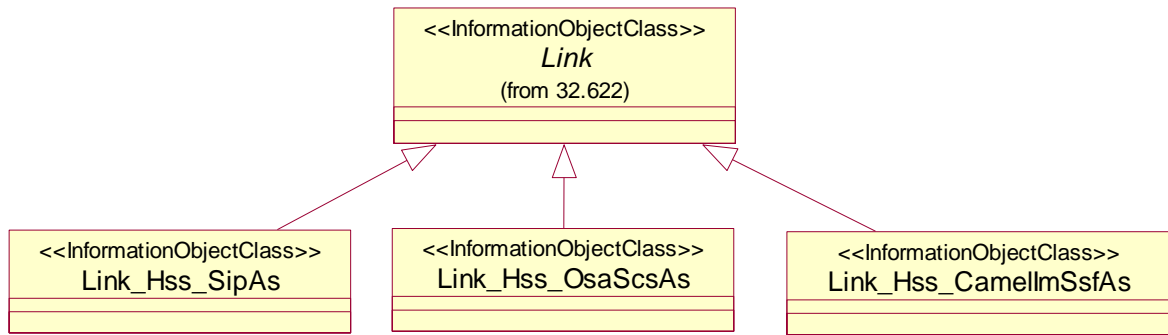 <<InformationObjectClass>>
Link
(from 32.622)
<<InformationObjectClass>>
Link_Hss_SipAs
<<InformationObjectClass>>
Link_Hss_OsaScsAs
<<InformationObjectClass>>
Link_Hss_CamelImSsfAs